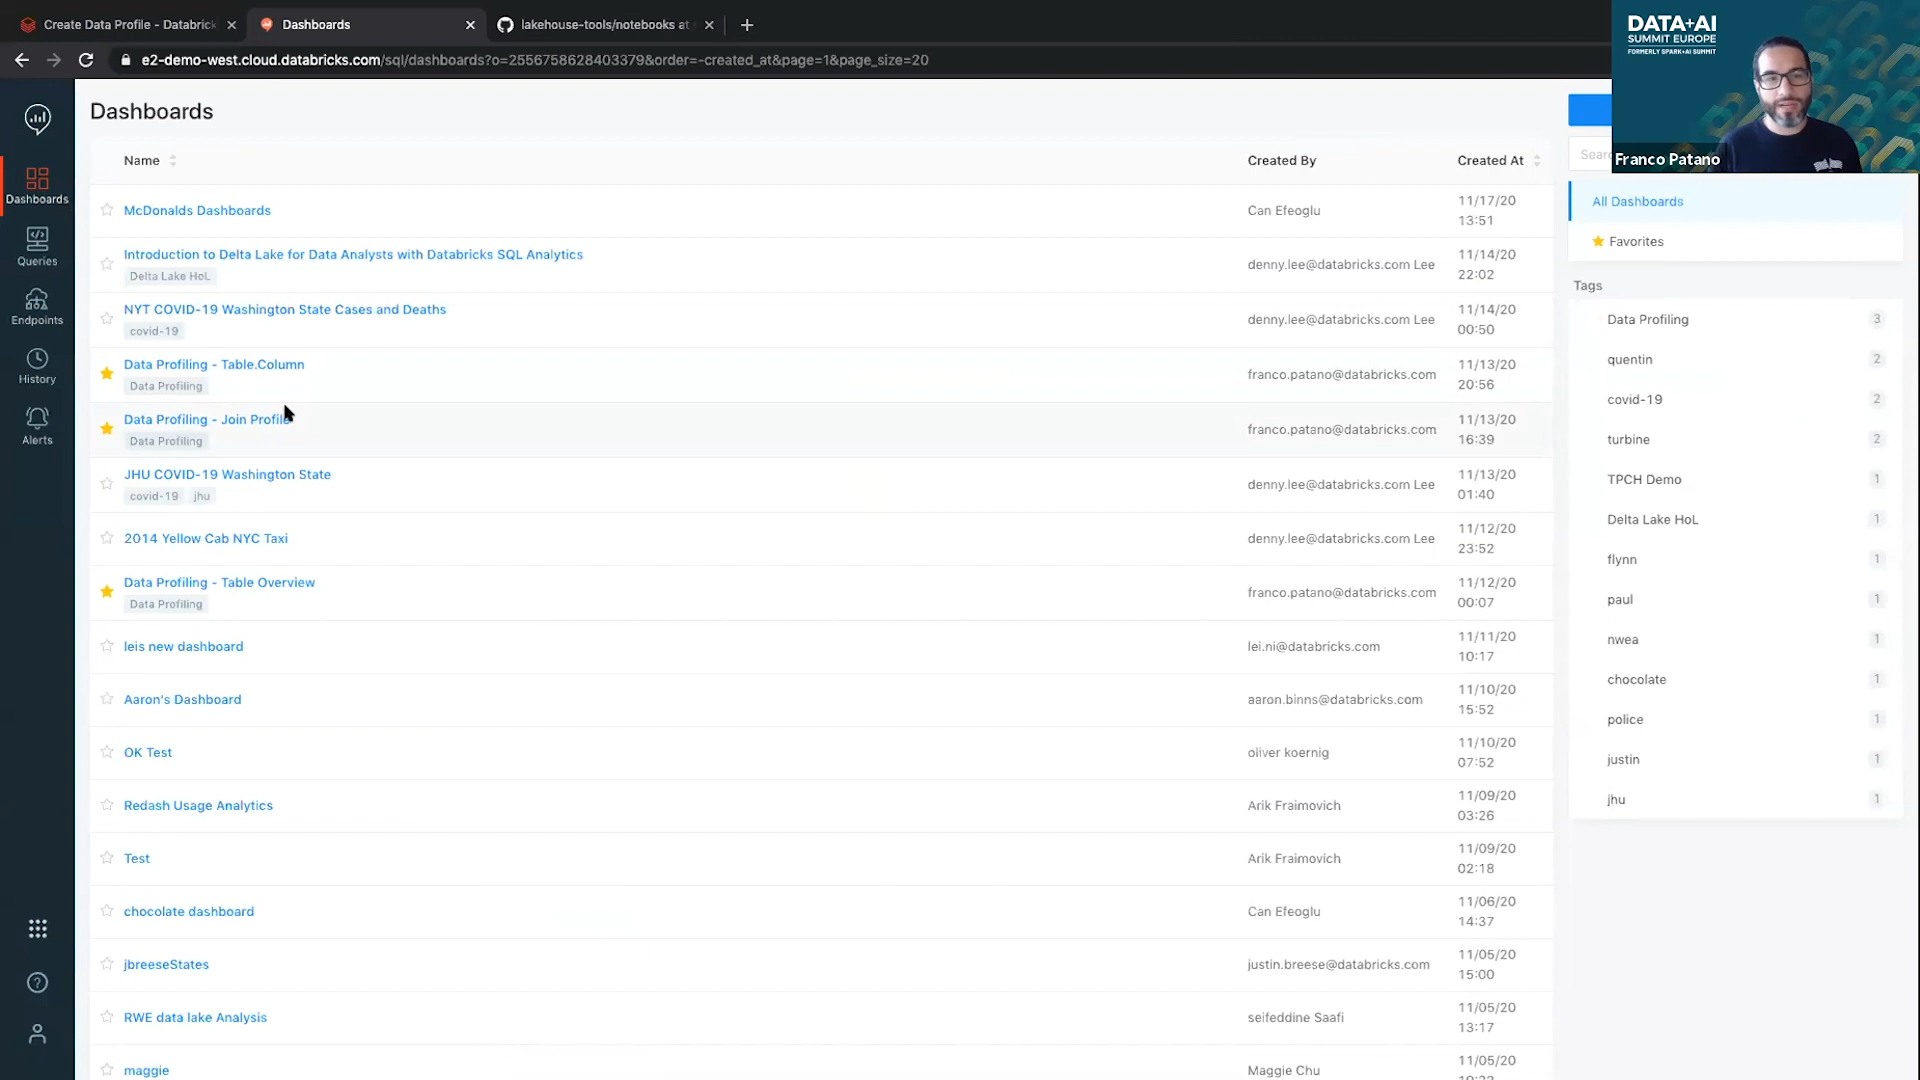 Create Data Profile - Databrick
Dashboards
lakehouse-tools/notebooks at
e2-demo-west.cloud.databricks.com/sql/dashboards?o=2556758628403379&order=-created_at&page=1&page_size=20
DATA+AI
SUMMIT EUROPE
FORMERLY SPARK+AI SUMMIT
Franco Patano
Dashboards
Queries
Endpoints
History
Alerts
Dashboards
Name
Created By
Created At
McDonalds Dashboards
Can Efeoglu
11/17/20
13:51
Introduction to Delta Lake for Data Analysts with Databricks SQL Analytics
Delta Lake HoL
denny.lee@databricks.com Lee
11/14/20
22:02
NYT COVID-19 Washington State Cases and Deaths
covid-19
denny.lee@databricks.com Lee
11/14/20
00:50
Data Profiling - Table.Column
Data Profiling
franco.patano@databricks.com
11/13/20
20:56
Data Profiling - Join Profile
Data Profiling
franco.patano@databricks.com
11/13/20
16:39
JHU COVID-19 Washington State
covid-19 jhu
denny.lee@databricks.com Lee
11/13/20
01:40
2014 Yellow Cab NYC Taxi
denny.lee@databricks.com Lee
11/12/20
23:52
Data Profiling - Table Overview
Data Profiling
franco.patano@databricks.com
11/12/20
00:07
leis new dashboard
lei.ni@databricks.com
11/11/20
10:17
Aaron's Dashboard
aaron.binns@databricks.com
11/10/20
15:52
OK Test
oliver koernig
11/10/20
07:52
Redash Usage Analytics
Arik Fraimovich
11/09/20
03:26
Test
Arik Fraimovich
11/09/20
02:18
chocolate dashboard
Can Efeoglu
11/06/20
14:37
jbreeseStates
justin.breese@databricks.com
11/05/20
15:00
RWE data lake Analysis
seifeddine Saafi
11/05/20
13:17
maggie
Maggie Chu
11/05/20
Sear
All Dashboards
Favorites
Tags
Data Profiling 3
quentin 2
covid-19 2
turbine 2
TPCH Demo 1
Delta Lake HoL 1
flynn 1
paul 1
nwea 1
chocolate 1
police 1
justin 1
jhu 1